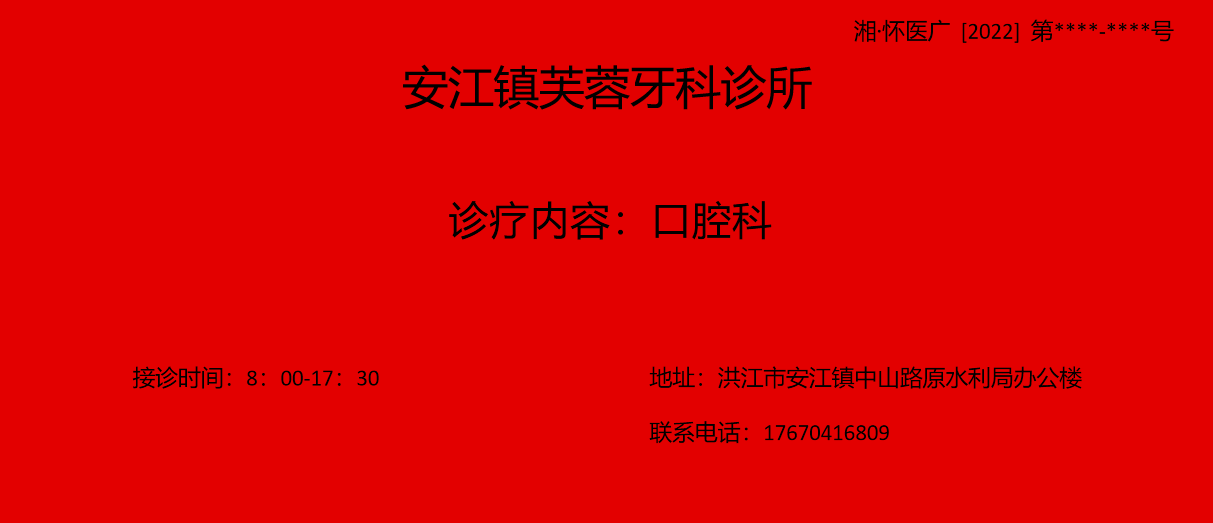 湘·怀医广 [2022] 第****-****号
安江镇芙蓉牙科诊所
诊疗内容：口腔科
接诊时间：8：00-17：30
地址：洪江市安江镇中山路原水利局办公楼
联系电话：17670416809